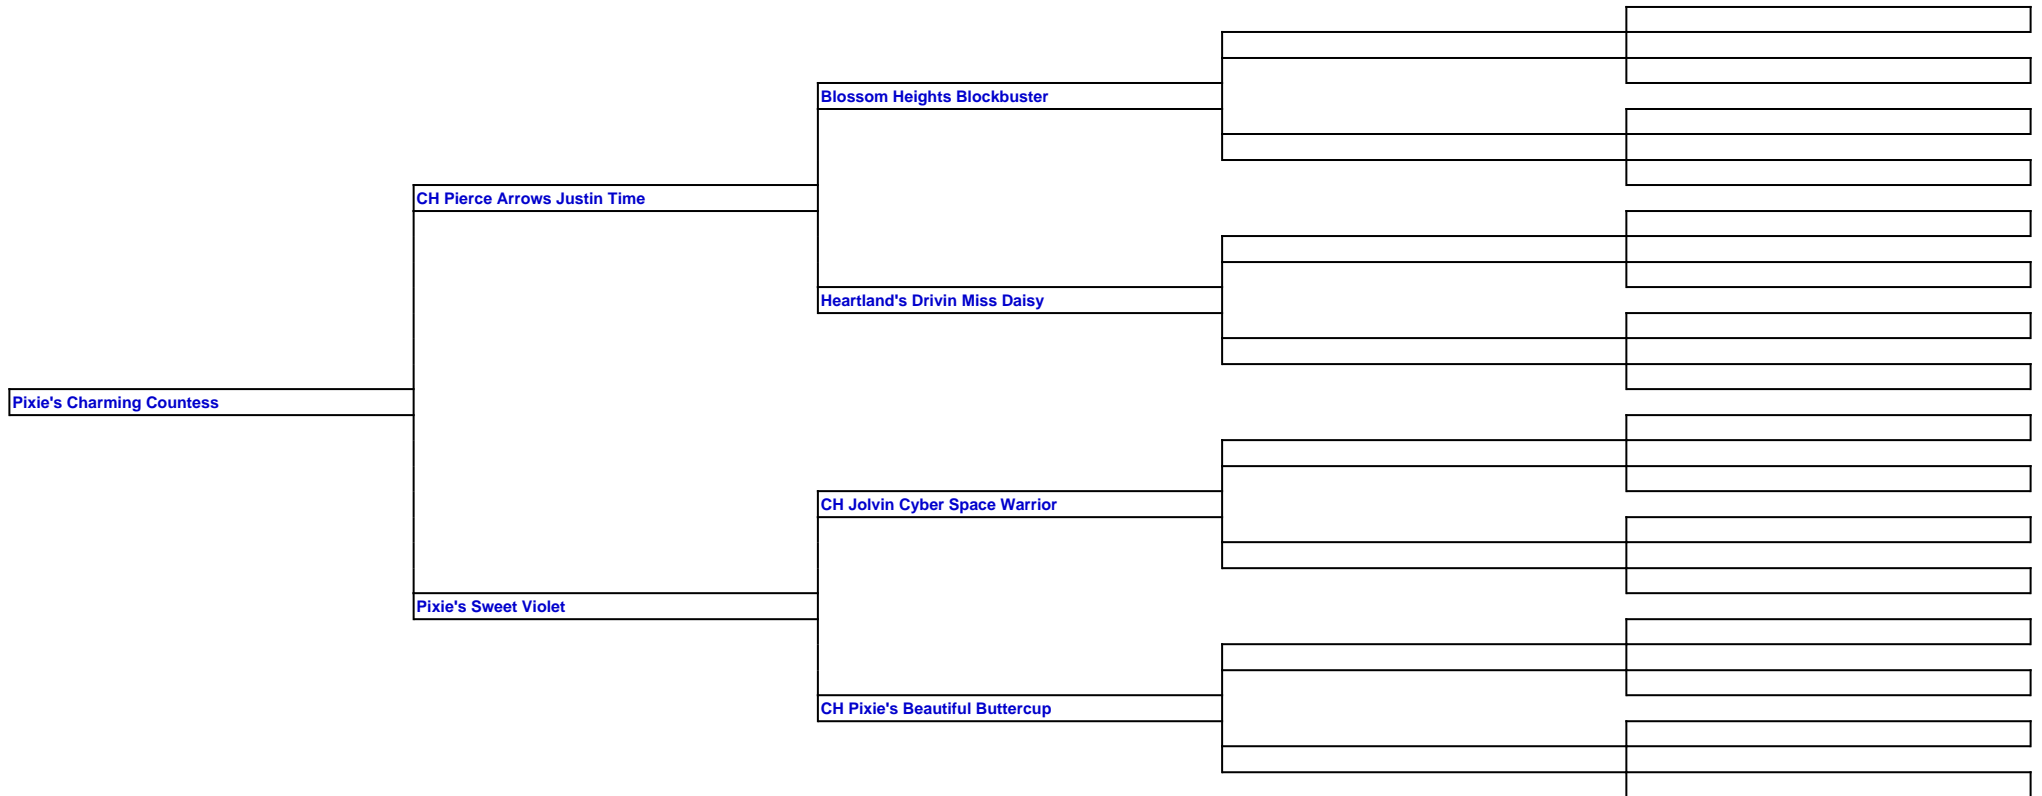 Blossom Heights Blockbuster
CH Pierce Arrows Justin Time
Heartland's Drivin Miss Daisy
Pixie's Charming Countess
CH Jolvin Cyber Space Warrior
Pixie's Sweet Violet
CH Pixie's Beautiful Buttercup